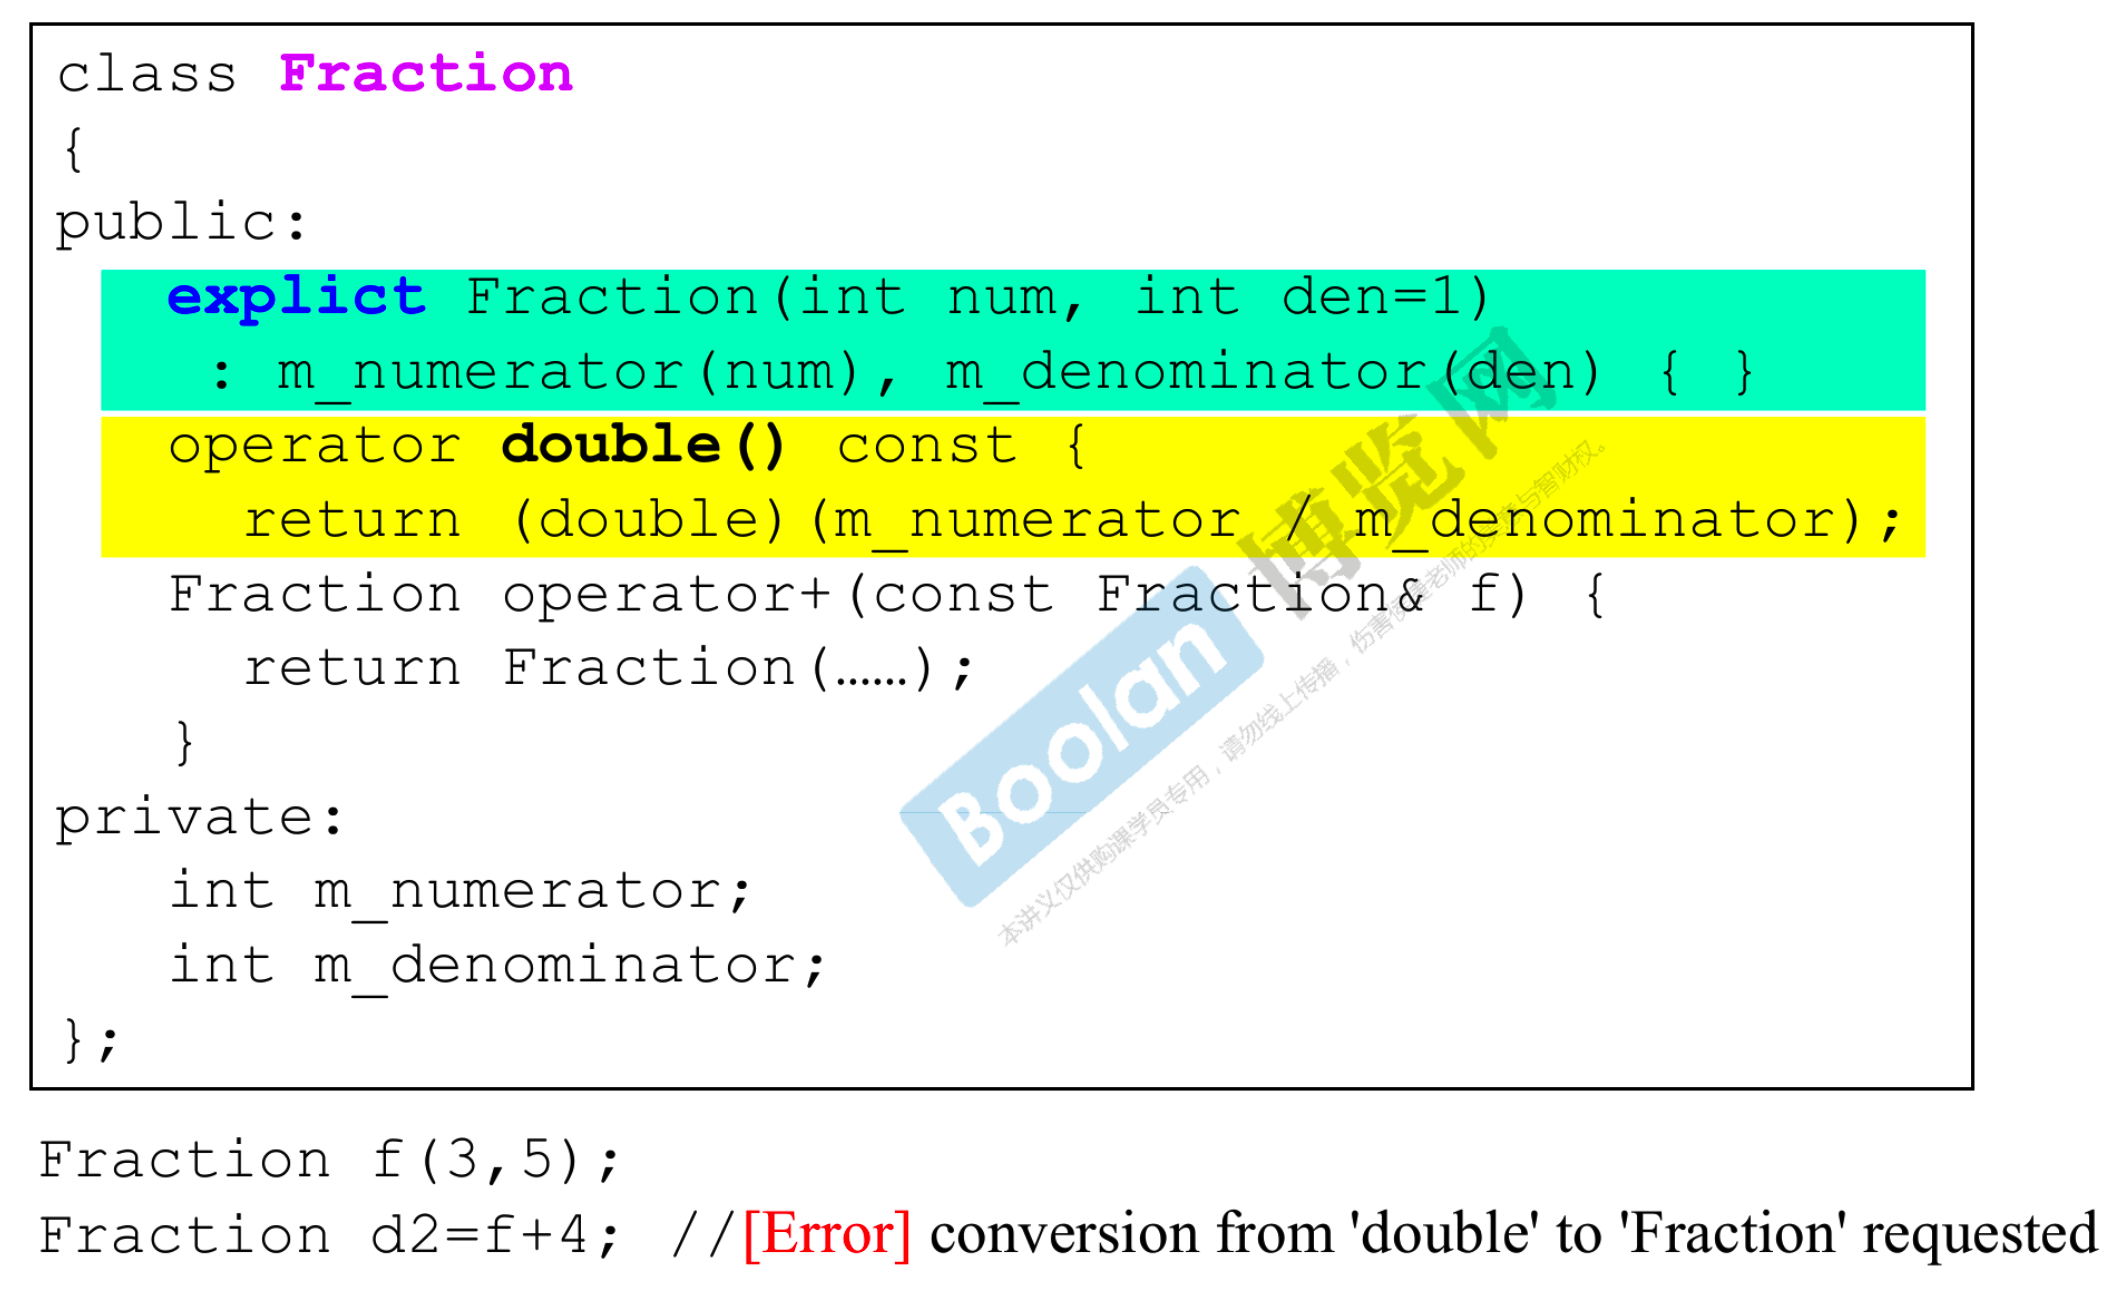 class Fraction
{
public:
explict Fraction(int num, int den=1)
: m_numerator(num), m_denominator(den) { }
operator double() const {
return (double)(m_numerator / m_denominator);
Fraction operator+(const Fraction& f) {
return Fraction(……);
}
private:
int m_numerator;
int m_denominator;
};
Fraction f(3,5);
Fraction d2=f+4; //[Error] conversion from 'double' to 'Fraction' requested
Boolan 博览网
本讲义仅供购课学员专用，请勿线上传播，伤害侯捷老师的美意与智财权。